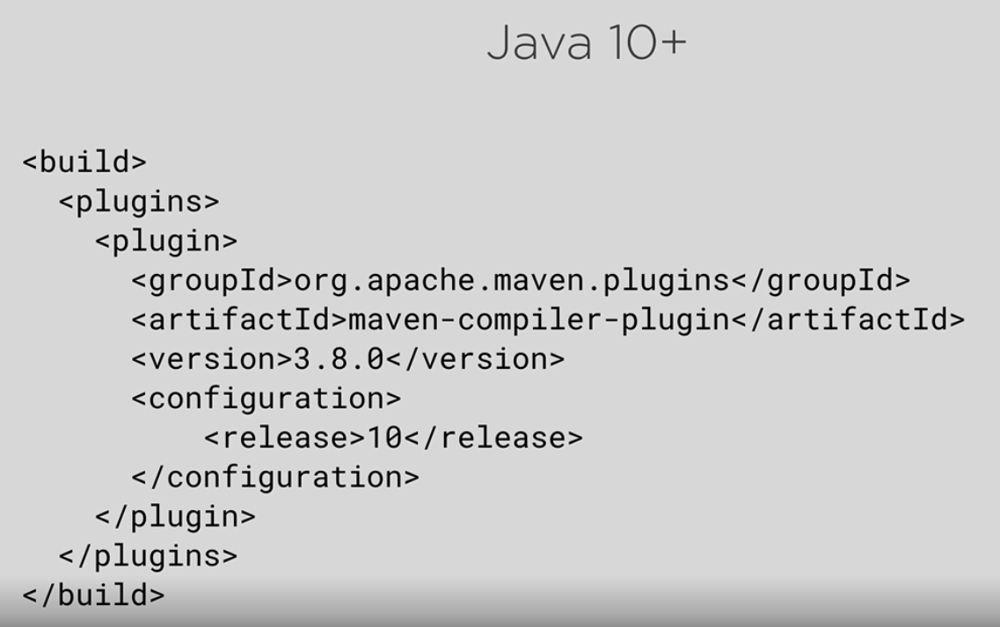 Java 10+
<build>
  <plugins>
    <plugin>
      <groupId>org.apache.maven.plugins</groupId>
      <artifactId>maven-compiler-plugin</artifactId>
      <version>3.8.0</version>
      <configuration>
          <release>10</release>
      </configuration>
    </plugin>
  </plugins>
</build>